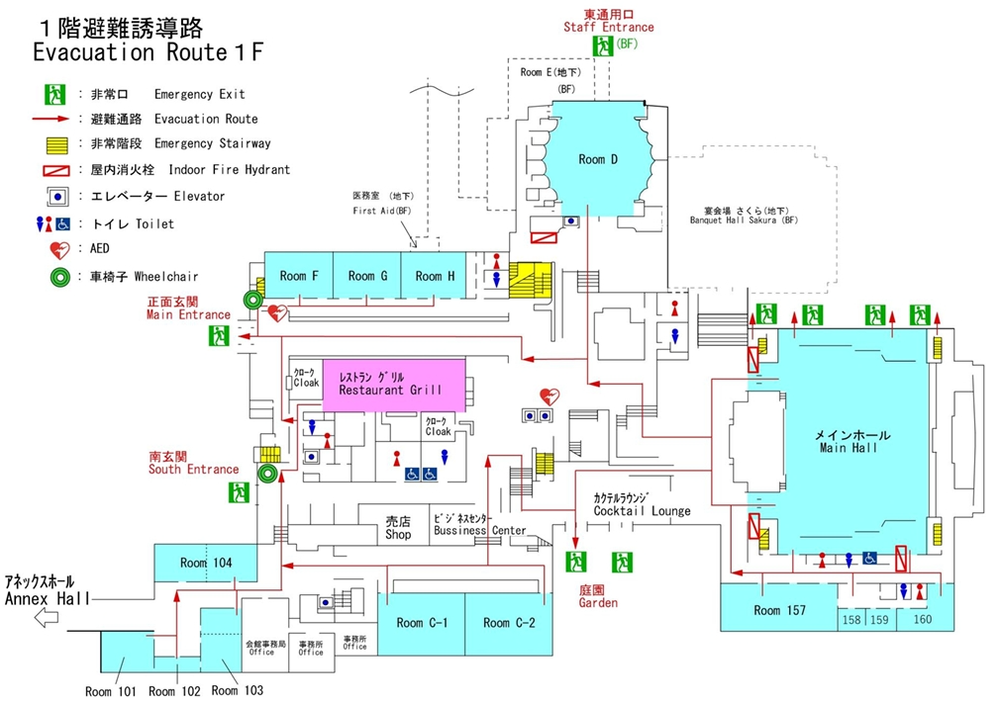 １階避難誘導路
Evacuation Route１F
: 非常口 Emergency Exit
: 避難通路 Evacuation Route
: 非常階段 Emergency Stairway
: 屋内消火栓 Indoor Fire Hydrant
: エレベーター Elevator
: トイレ Toilet
: AED
: 車椅子 Wheelchair
東通用口
Staff Entrance
(BF)
Room E(地下)
(BF)
Room D
医務室 (地下)
First Aid(BF)
宴会場 さくら(地下)
Banquet Hall Sakura (BF)
Room F
Room G
Room H
正面玄関
Main Entrance
クローク
Cloak
レストラン グリル
Restaurant Grill
クローク
Cloak
メインホール
Main Hall
南玄関
South Entrance
売店
Shop
ビジネスセンター
Bussiness Center
カクテルラウンジ
Cocktail Lounge
庭園
Garden
Room 104
アネックスホール
Annex Hall
Room C-1
Room C-2
Room 157
158
159
160
会館事務局
Office
事務所
Office
事務所
Office
Room 101
Room 102
Room 103